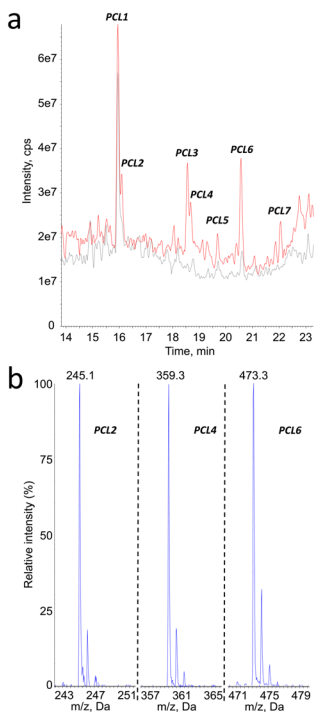 a
PCL1
PCL2
PCL3
PCL4
PCL5
PCL6
PCL7
Intensity, cps
6e7
5e7
4e7
3e7
2e7
1e7
0
14 15 16 17 18 19 20 21 22 23
Time, min
b
245.1 359.3 473.3
PCL2 PCL4 PCL6
Relative intensity (%)
100
75
50
25
0
243 247 251 357 361 365 471 475 479
m/z, Da m/z, Da m/z, Da